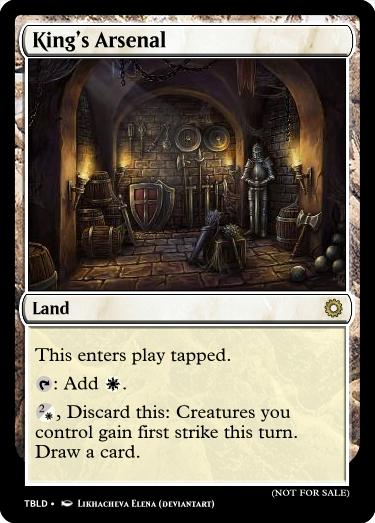 King's Arsenal
Land
This enters play tapped.
: Add .
2, Discard this: Creatures you
control gain first strike this turn.
Draw a card.
(NOT FOR SALE)
TBLD • Likhacheva Elena (deviantart)